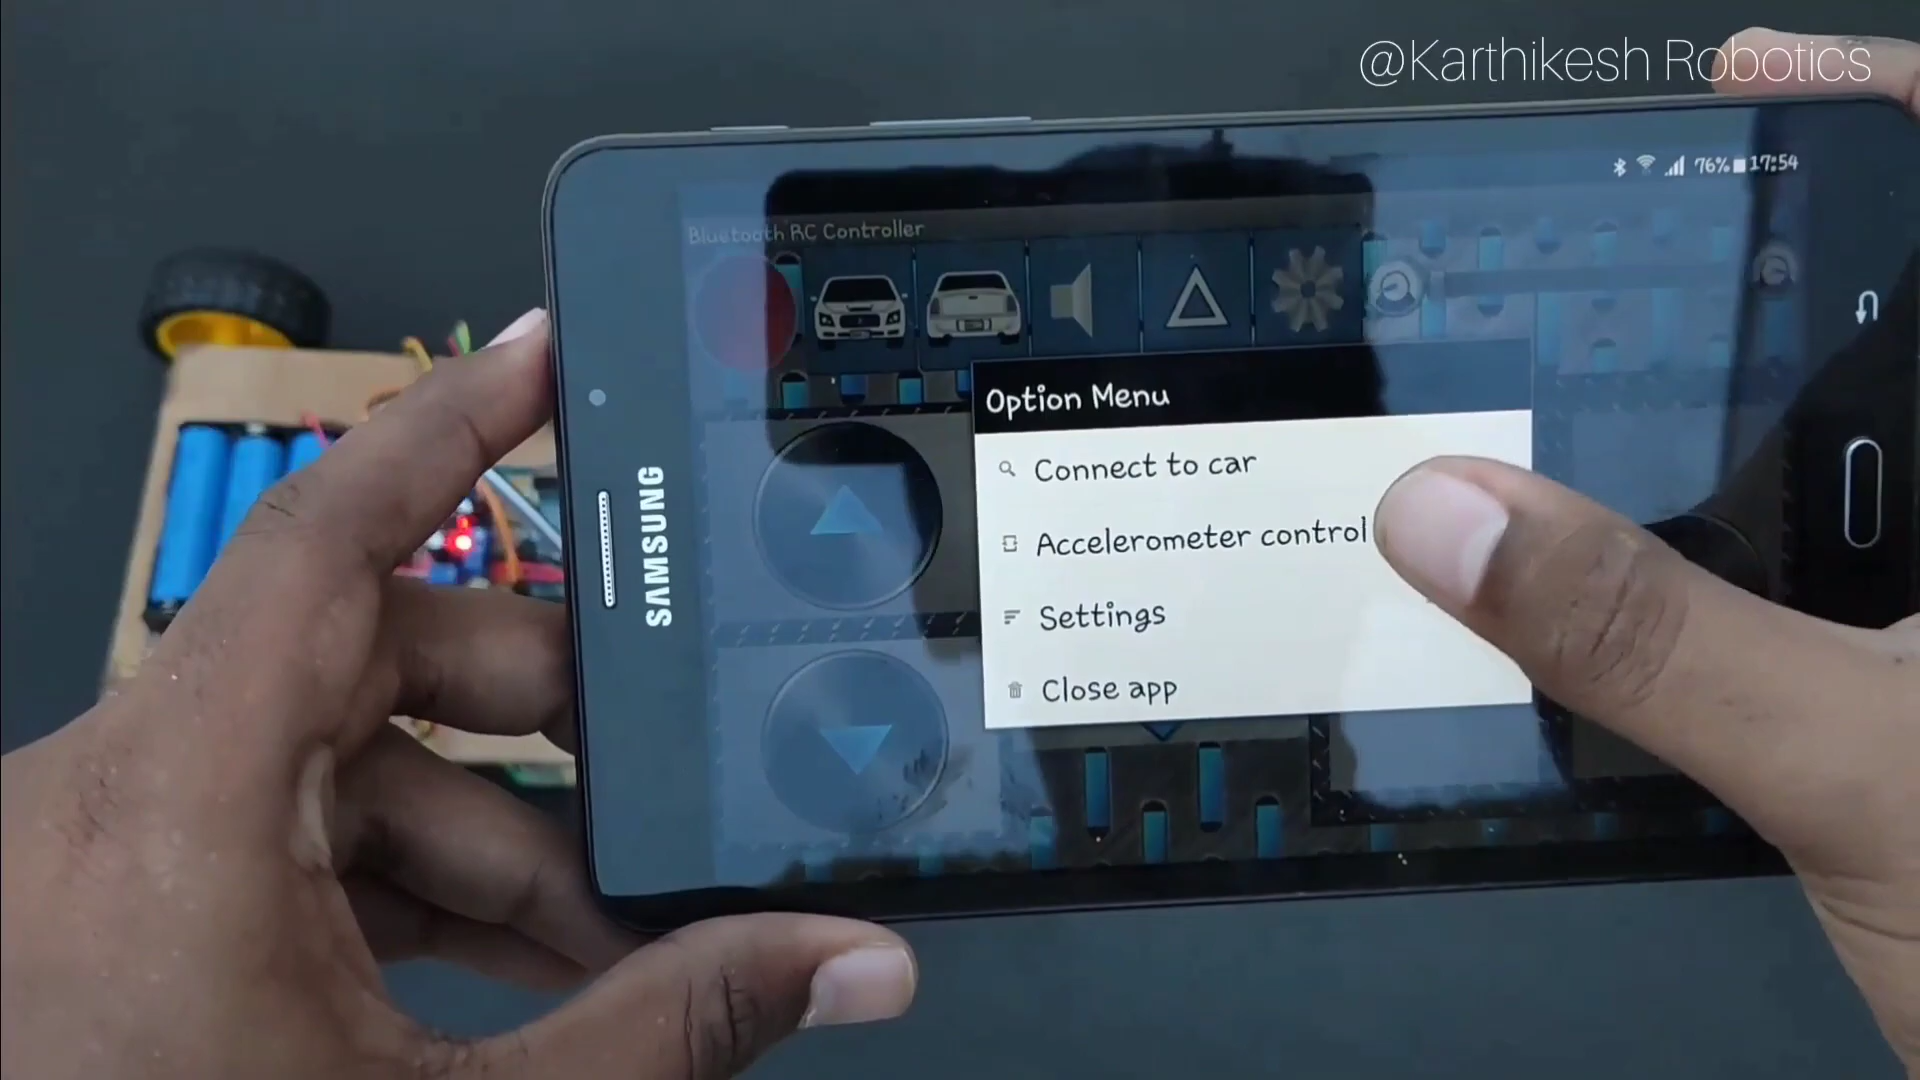 @Karthikesh Robotics
76% 17:54
Bluetooth RC Controller
Option Menu
Connect to car
Accelerometer control
Settings
Close app
SAMSUNG